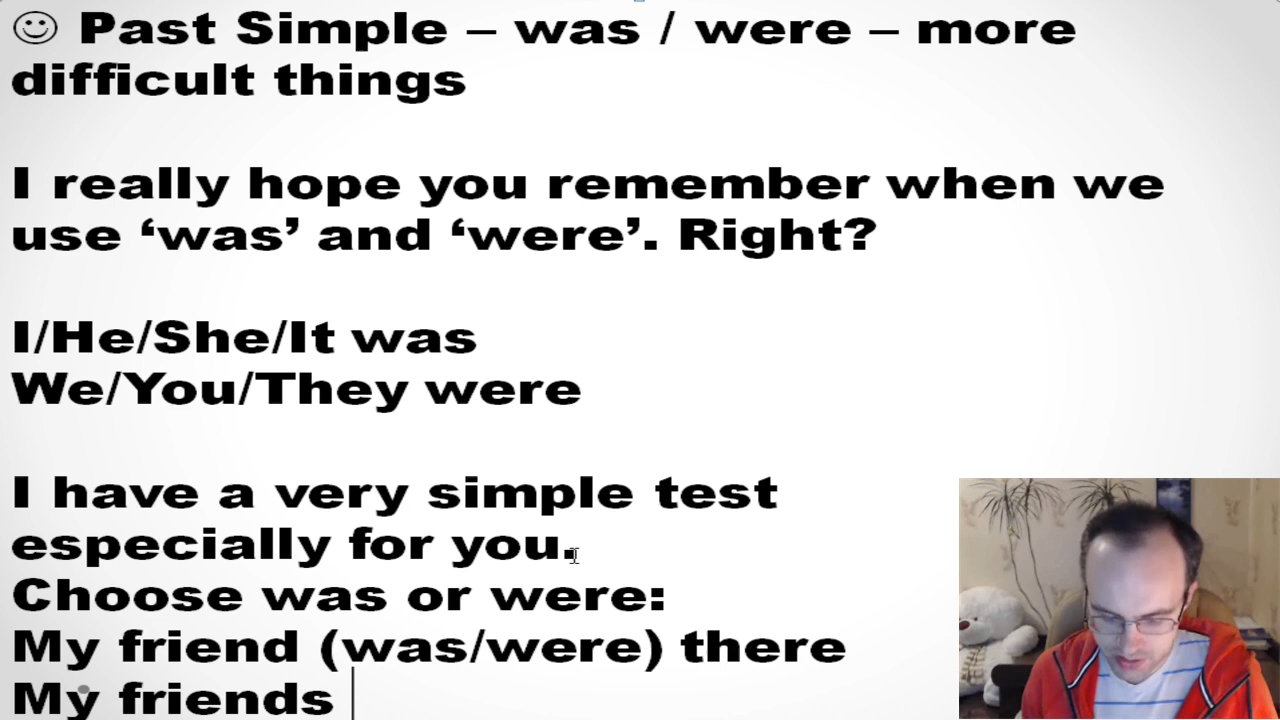 ☺ Past Simple – was / were – more
difficult things
I really hope you remember when we
use ‘was’ and ‘were’. Right?
I/He/She/It was
We/You/They were
I have a very simple test
especially for you.
Choose was or were:
My friend (was/were) there
My friends